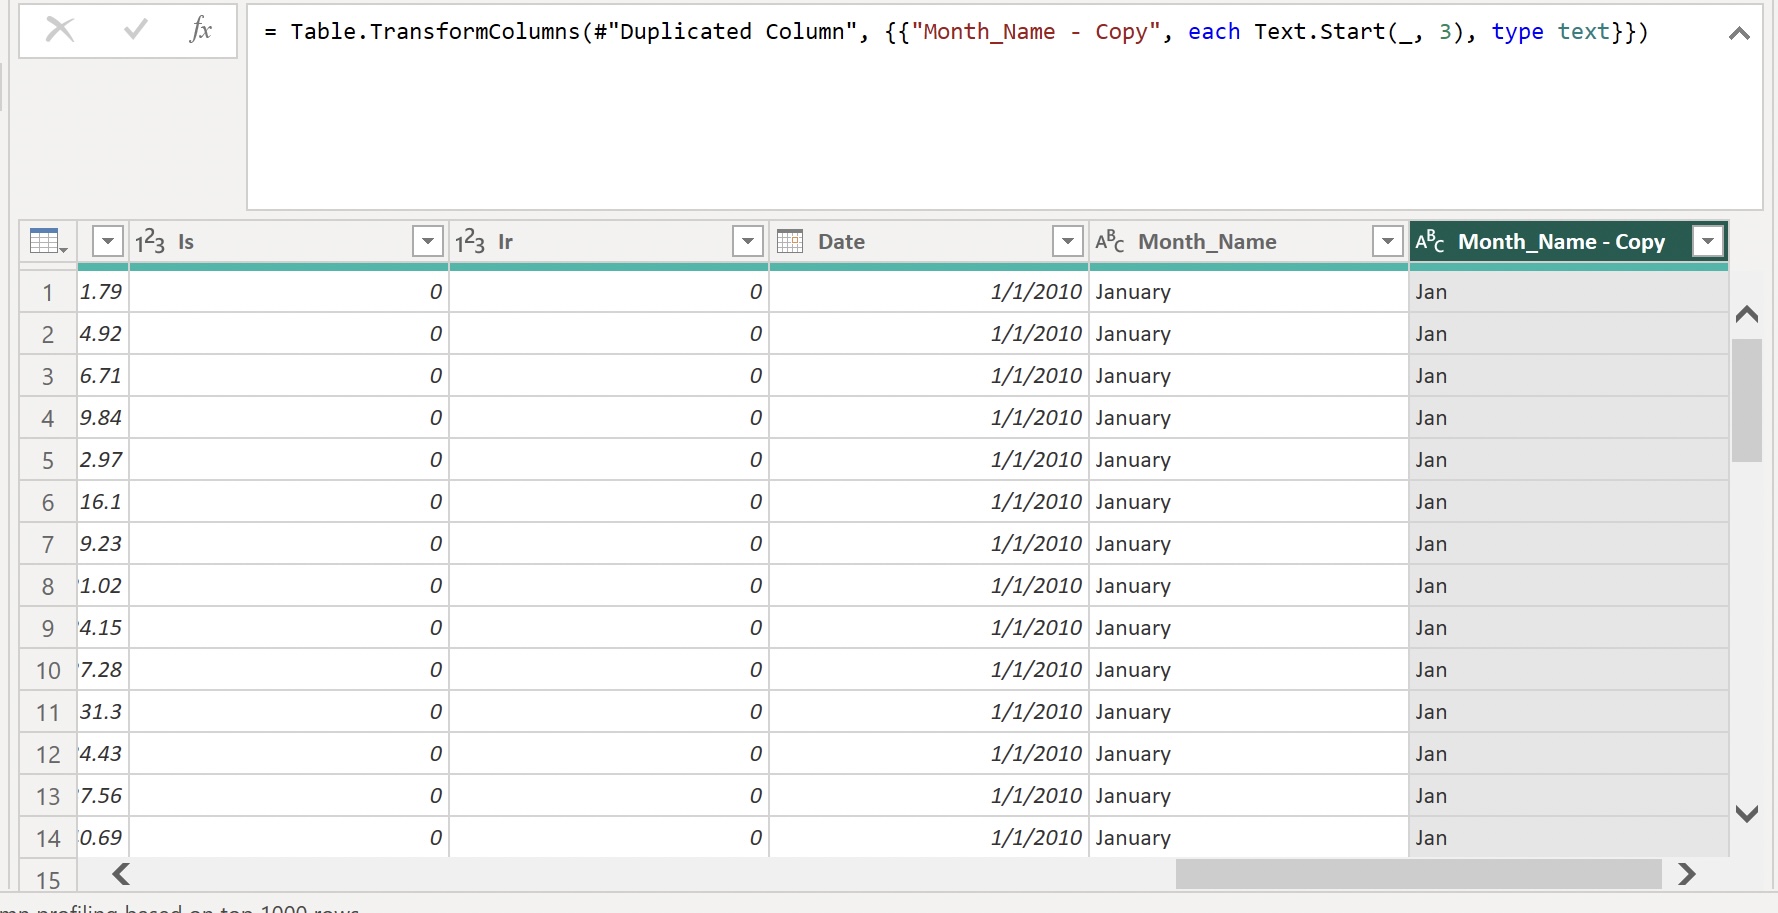 fx = Table.TransformColumns(#"Duplicated Column", {{"Month_Name - Copy", each Text.Start(_, 3), type text}})
123 Is 123 Ir Date ABC Month_Name ABC Month_Name - Copy
1 1.79 0 0 1/1/2010 January Jan
2 4.92 0 0 1/1/2010 January Jan
3 6.71 0 0 1/1/2010 January Jan
4 9.84 0 0 1/1/2010 January Jan
5 2.97 0 0 1/1/2010 January Jan
6 16.1 0 0 1/1/2010 January Jan
7 9.23 0 0 1/1/2010 January Jan
8 1.02 0 0 1/1/2010 January Jan
9 4.15 0 0 1/1/2010 January Jan
10 7.28 0 0 1/1/2010 January Jan
11 31.3 0 0 1/1/2010 January Jan
12 4.43 0 0 1/1/2010 January Jan
13 7.56 0 0 1/1/2010 January Jan
14 0.69 0 0 1/1/2010 January Jan
15
profiling based on top 1000 rows